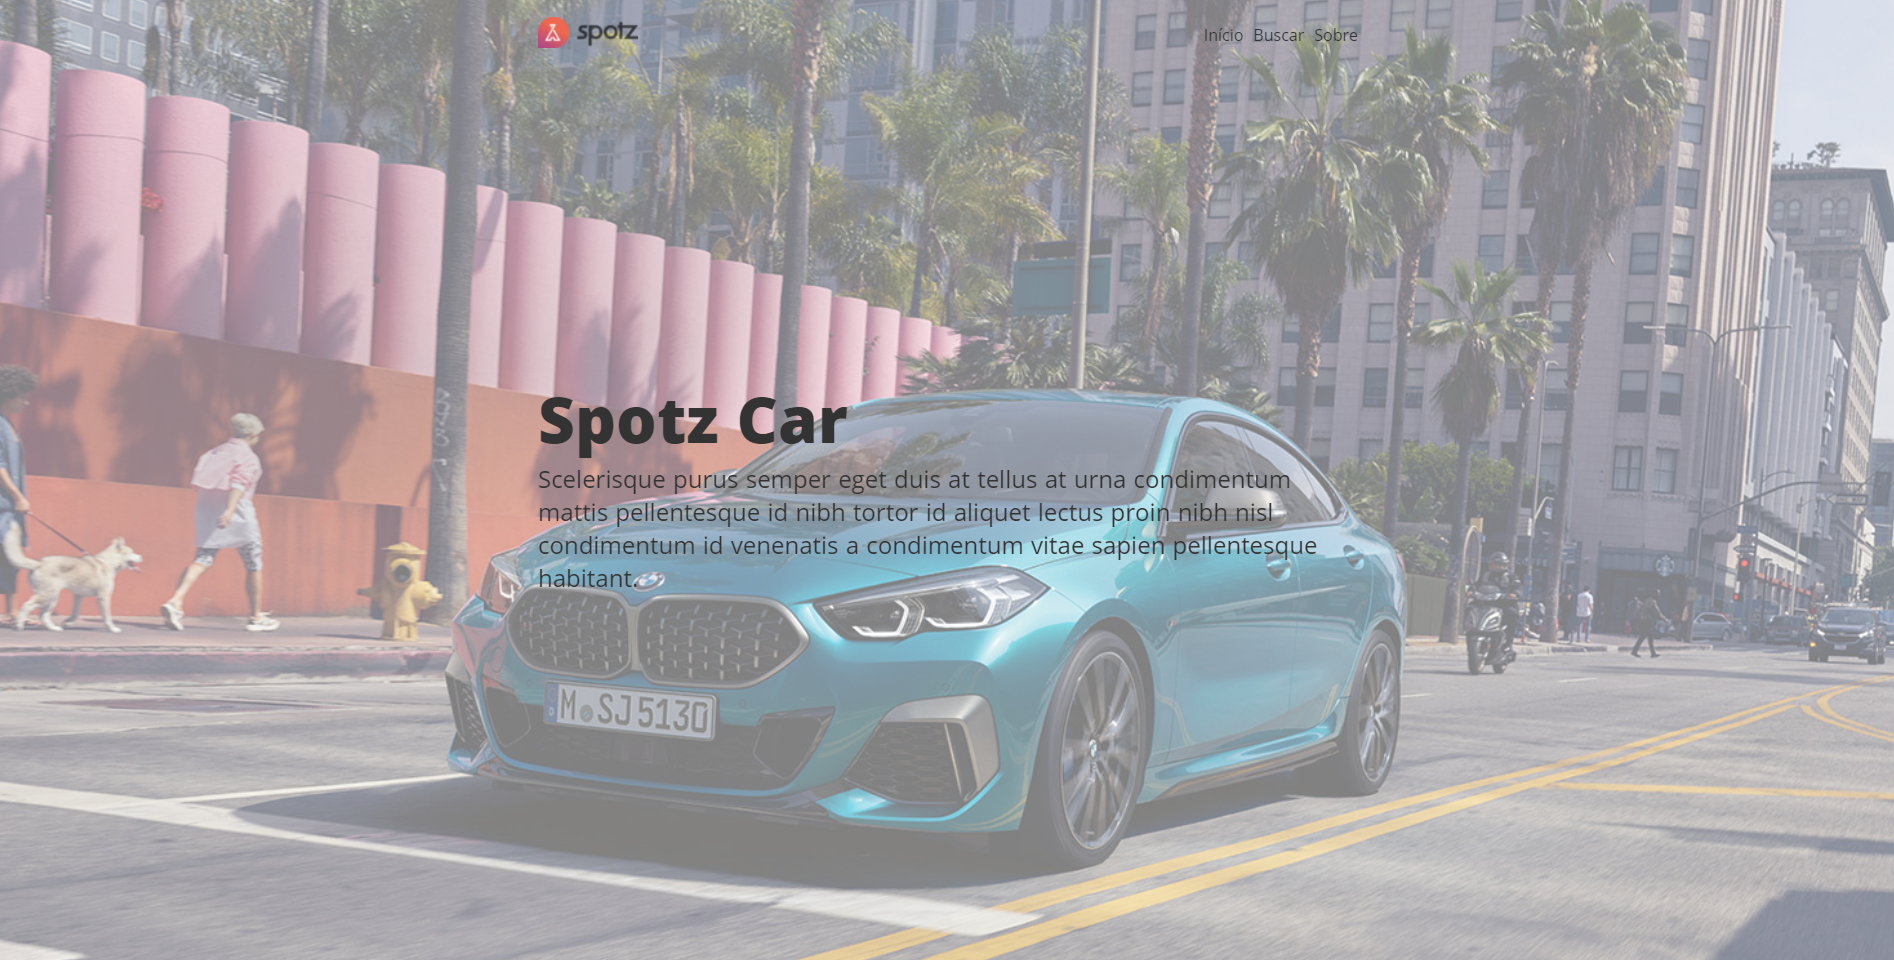 spotz
Início Buscar Sobre
Spotz Car
Scelerisque purus semper eget duis at tellus at urna condimentum
mattis pellentesque id nibh tortor id aliquet lectus proin nibh nisl
condimentum id venenatis a condimentum vitae sapien pellentesque
habitant.
M SJ 5130